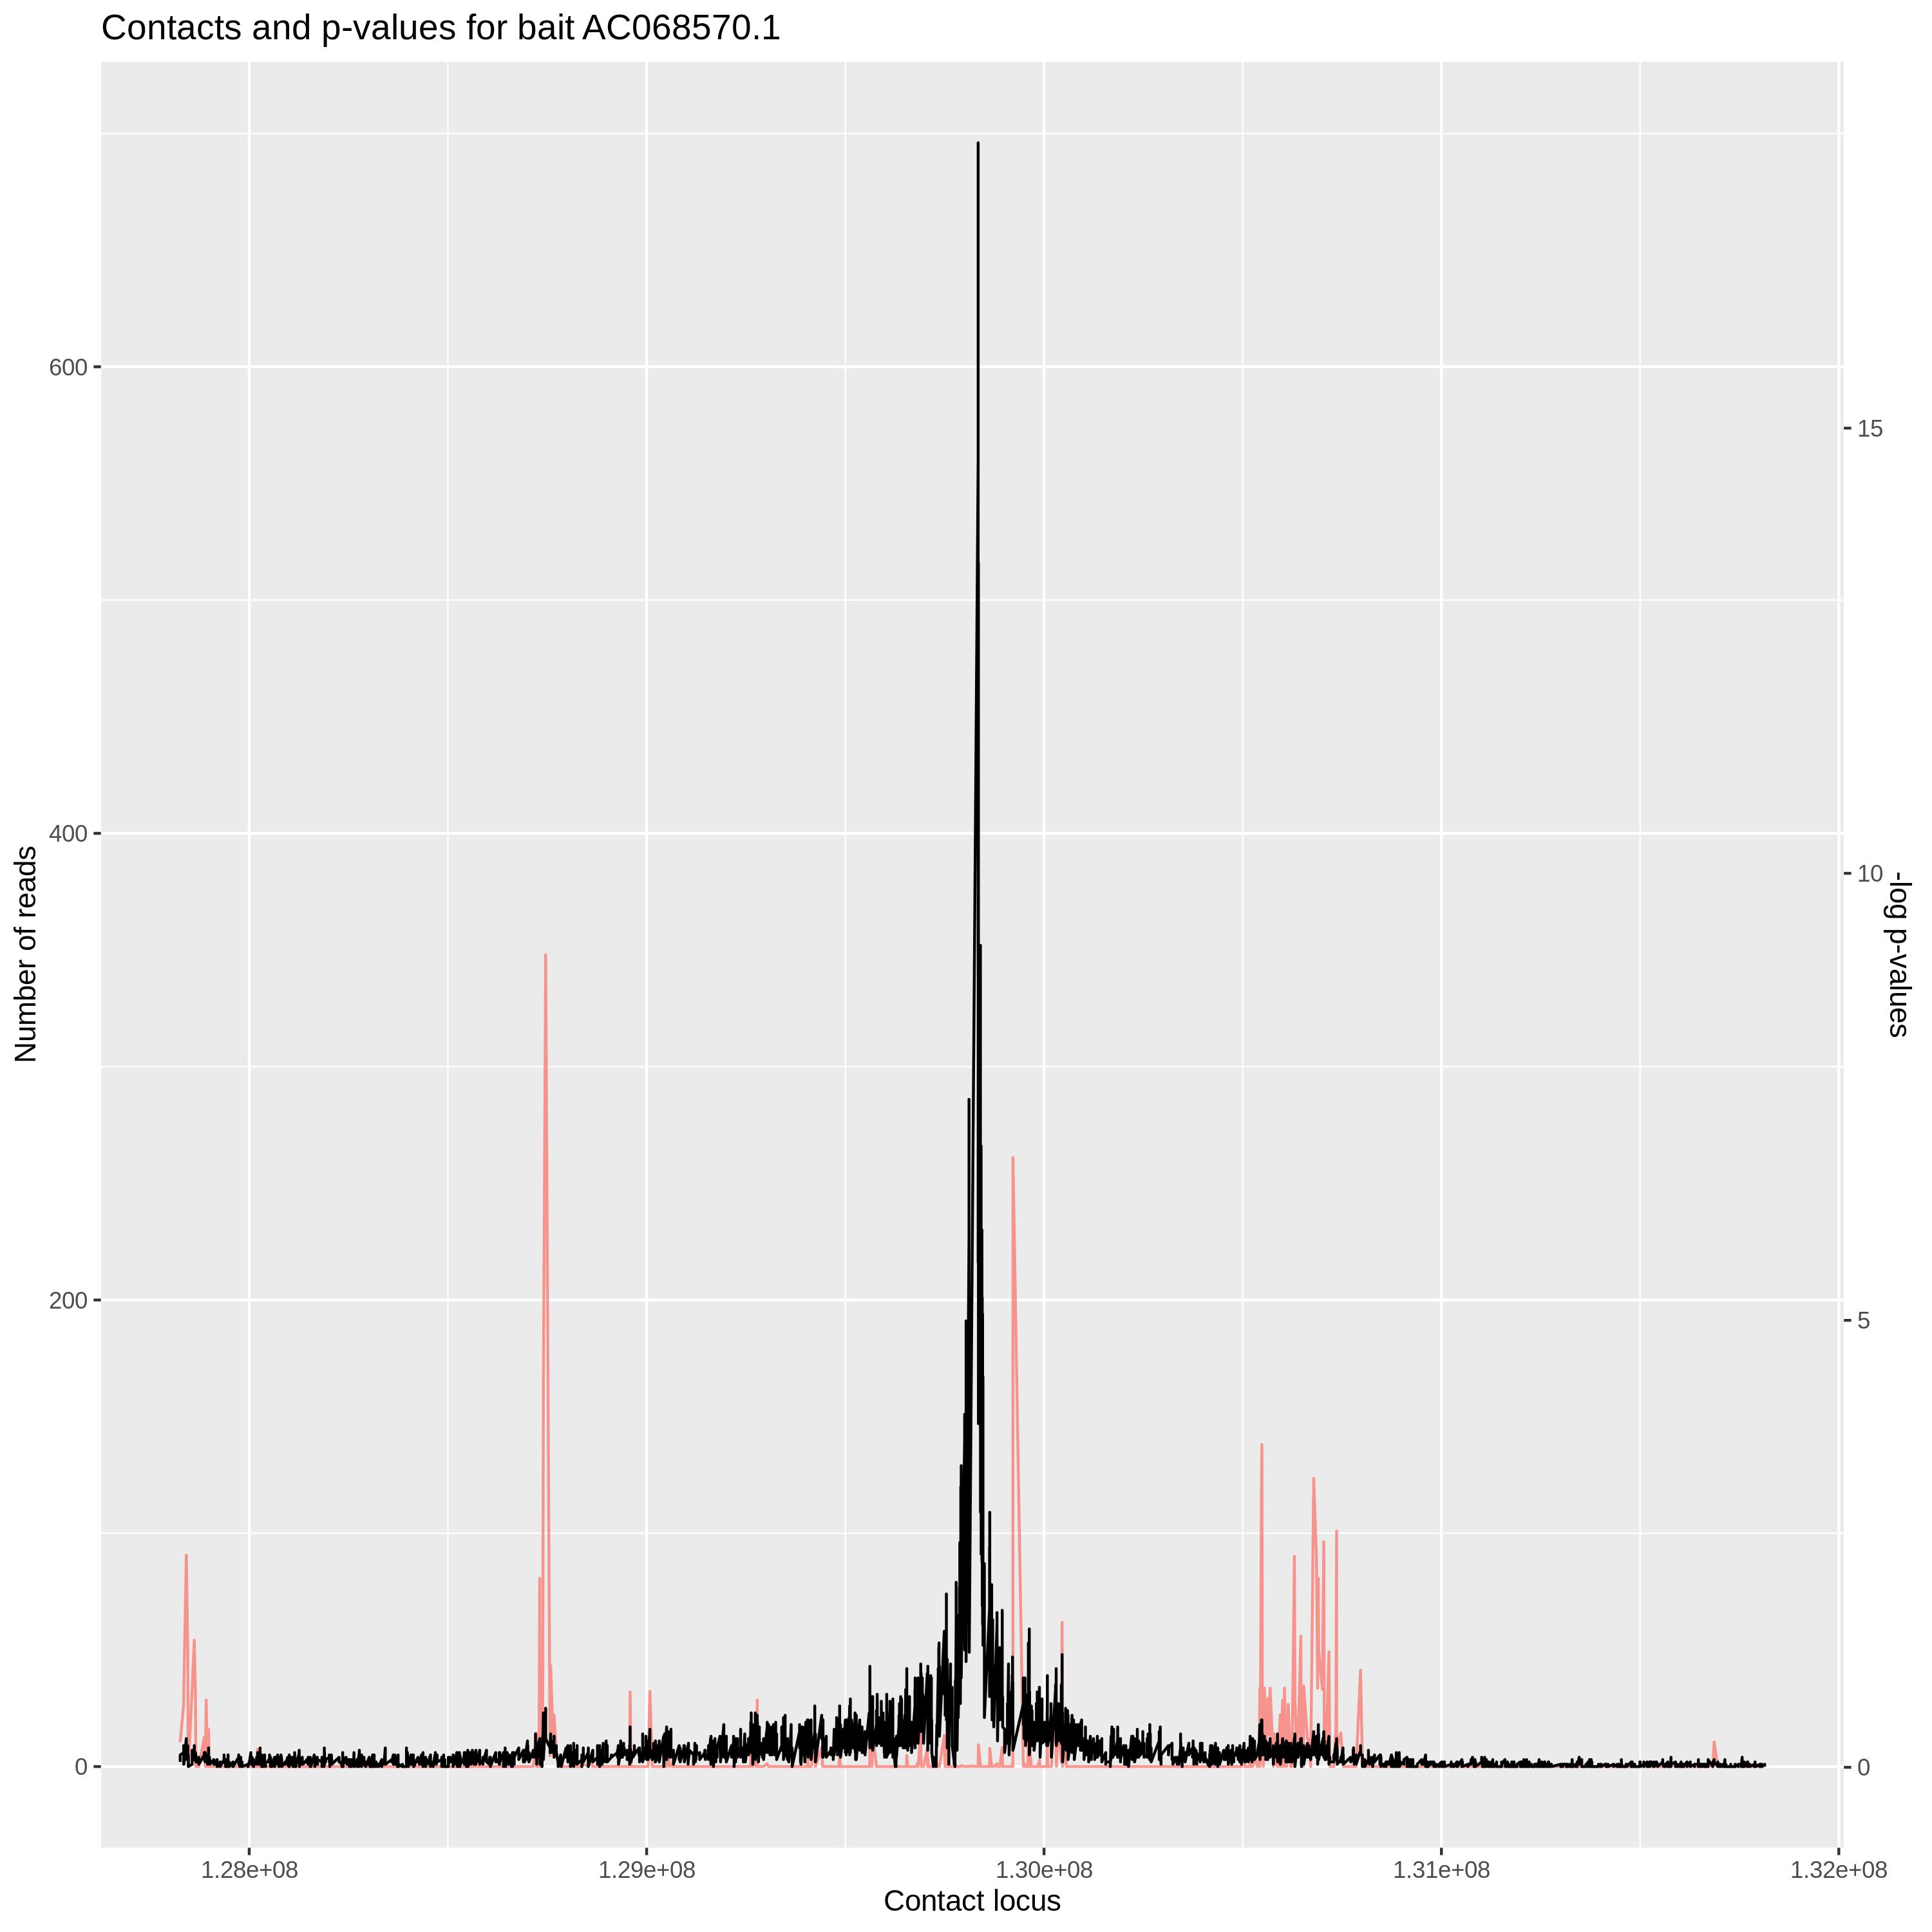 Contacts and p-values for bait AC068570.1
600
400
200
0
Number of reads
15
10
5
0
-log p-values
1.28e+08
1.29e+08
1.30e+08
1.31e+08
1.32e+08
Contact locus